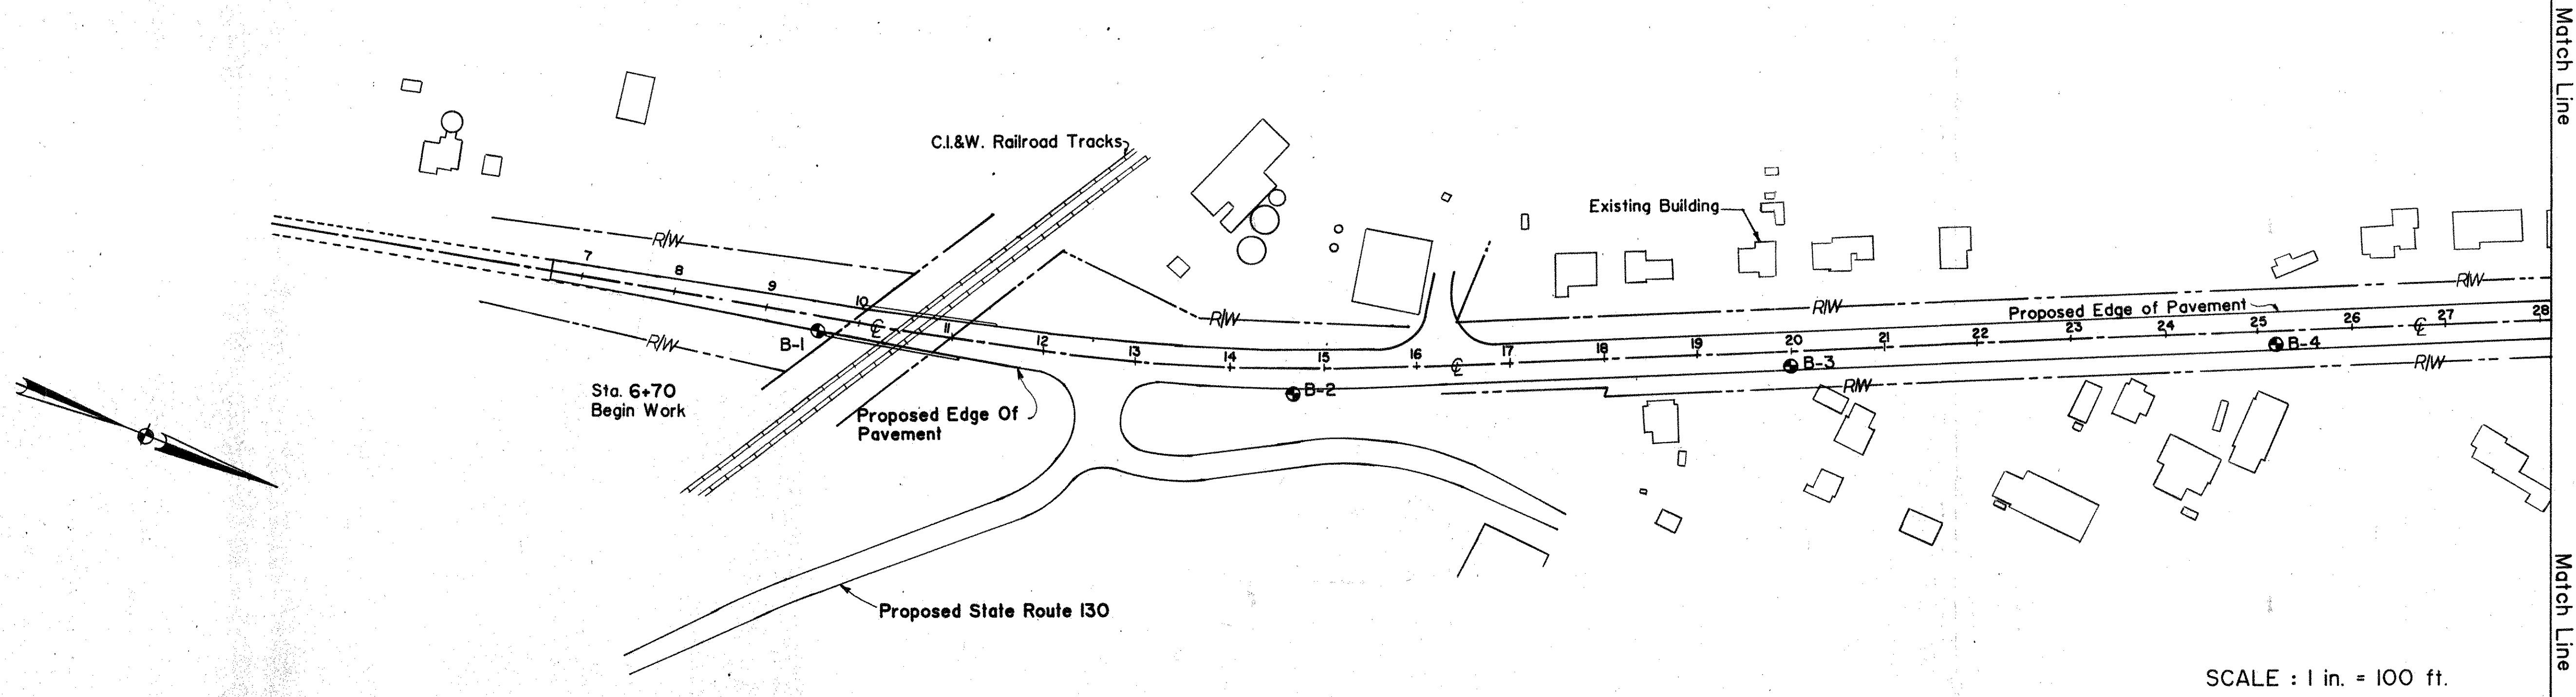 Match Line
C.I.&W. Railroad Tracks
Existing Building
R/W
R/W
R/W
R/W
R/W
Proposed Edge of Pavement
7
8
9
10
℄
11
12
13
14
15
16
℄
17
18
19
20
21
22
23
24
25
26
℄
27
28
B-1
B-2
B-3
B-4
R/W
R/W
Sta. 6+70
Begin Work
Proposed Edge Of
Pavement
Proposed State Route 130
Match Line
SCALE : 1 in. = 100 ft.